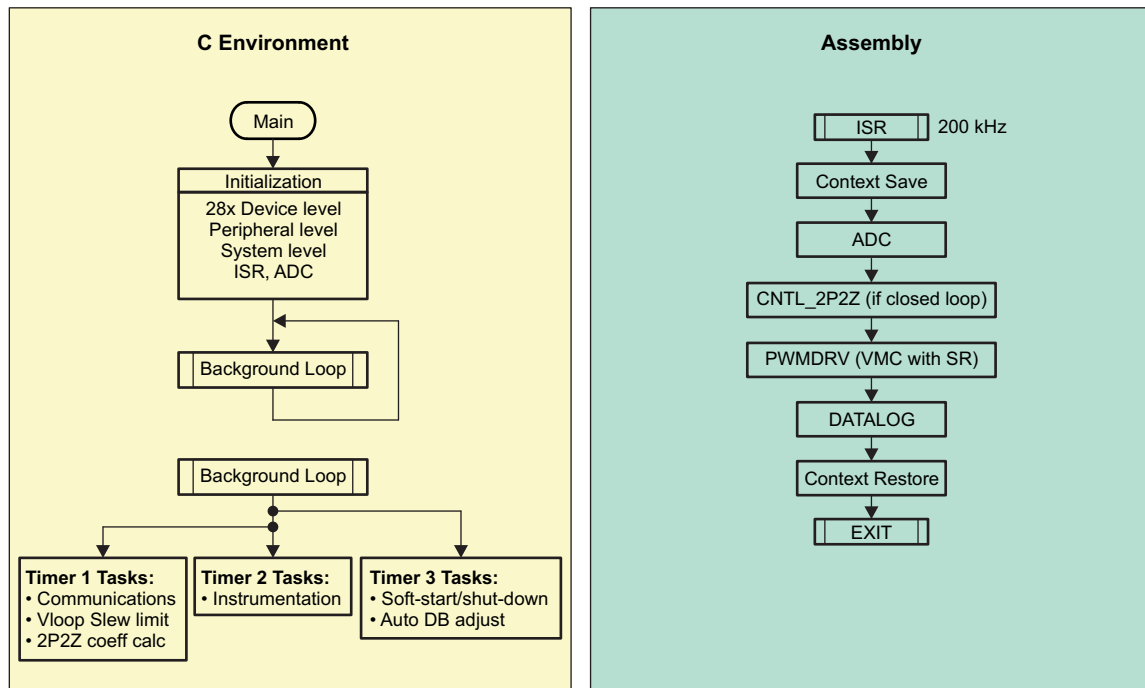 C Environment
Main
Initialization
28x Device level
Peripheral level
System level
ISR, ADC
Background Loop
Background Loop
Timer 1 Tasks:
• Communications
• Vloop Slew limit
• 2P2Z coeff calc
Timer 2 Tasks:
• Instrumentation
Timer 3 Tasks:
• Soft-start/shut-down
• Auto DB adjust
Assembly
ISR 200 kHz
Context Save
ADC
CNTL_2P2Z (if closed loop)
PWMDRV (VMC with SR)
DATALOG
Context Restore
EXIT